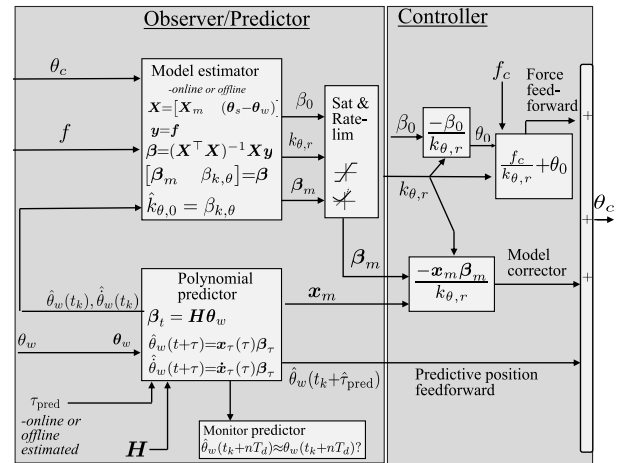 Observer/Predictor
Controller
θ_c
f
Model estimator
-online or offline
X=[X_m (θ_s−θ_w)]
y=f
β=(X^⊤X)^{−1}Xy
[β_m β_{k,θ}]=β
k̂_{θ,0} = β_{k,θ}
β_0
k_{θ,r}
β_m
Sat &
Rate-
lim
β_0
−β_0
k_{θ,r}
θ_0
f_c
Force
feed-
forward
f_c
k_{θ,r}
+θ_0
k_{θ,r}
+
+
+
θ_c
β_m
−x_mβ_m
k_{θ,r}
Model
corrector
θ̂_w(t_k), θ̂̇_w(t_k)
Polynomial
predictor
β_t = Hθ_w
θ̂_w(t+τ)=x_τ(τ)β_τ
θ̂̇_w(t+τ)=ẋ_τ(τ)β_τ
x_m
θ_w
θ_w
θ̂_w(t_k+τ̂_pred)
Predictive position
feedforward
τ_pred
-online or
offline
estimated
H
Monitor predictor
θ̂_w(t_k+nT_d)≈θ_w(t_k+nT_d)?